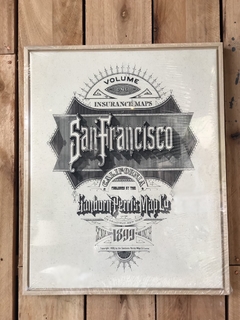 VOLUME
INSURANCE MAPS
San Francisco
CALIFORNIA
PUBLISHED BY THE
Sanborn-Perris Map Co.
1899